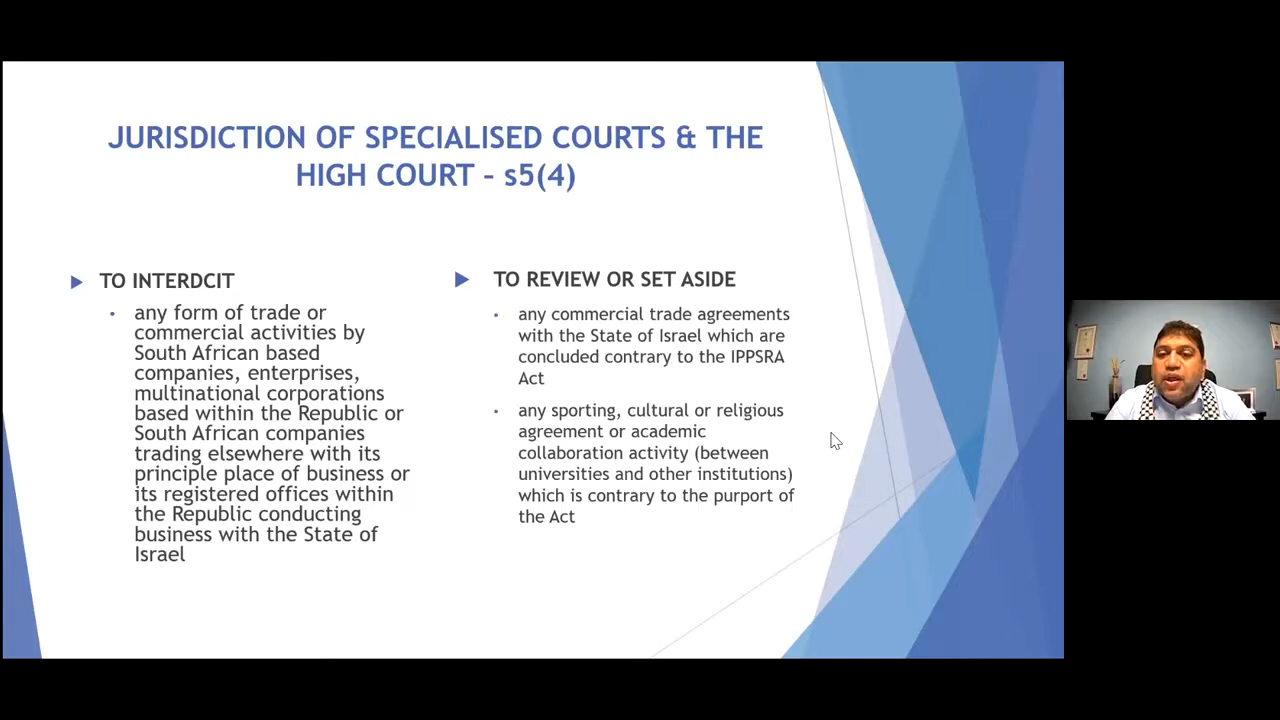 JURISDICTION OF SPECIALISED COURTS & THE
HIGH COURT – s5(4)
TO INTERDCIT
any form of trade or
commercial activities by
South African based
companies, enterprises,
multinational corporations
based within the Republic or
South African companies
trading elsewhere with its
principle place of business or
its registered offices within
the Republic conducting
business with the State of
Israel
TO REVIEW OR SET ASIDE
any commercial trade agreements
with the State of Israel which are
concluded contrary to the IPPSRA
Act
any sporting, cultural or religious
agreement or academic
collaboration activity (between
universities and other institutions)
which is contrary to the purport of
the Act